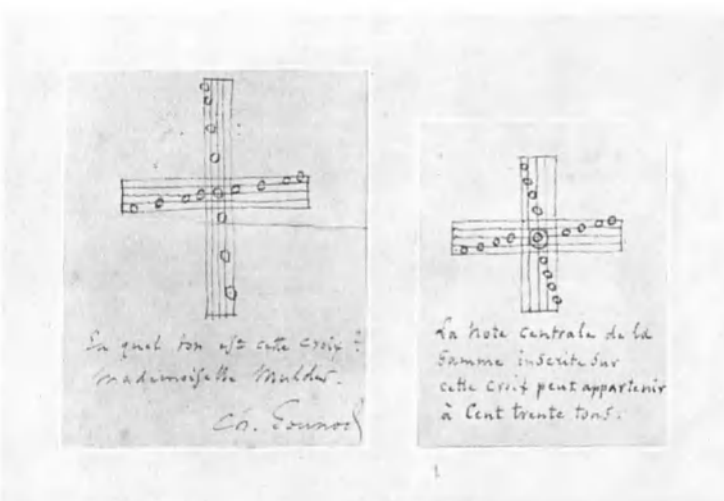 En quel ton est cette croix ?
Mademoiselle Mulder.
Ch. Gounod
La note centrale de la
Gamme inscrite sur
cette croix peut appartenir
à Cent trente tons.